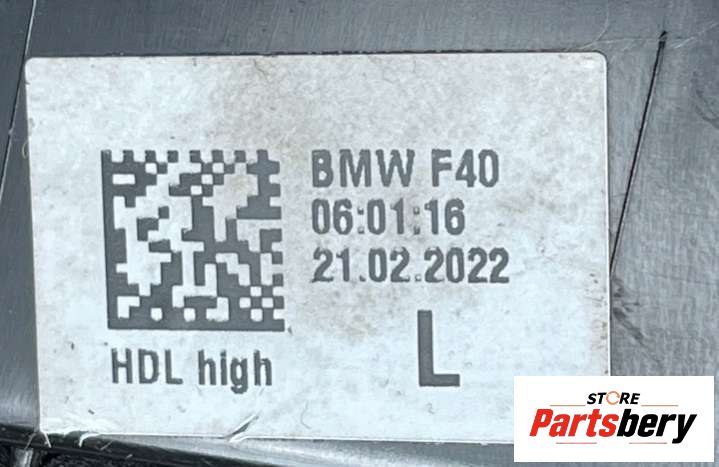 BMW F40
06:01:16
21.02.2022
HDL high
L
STORE
Partsbery